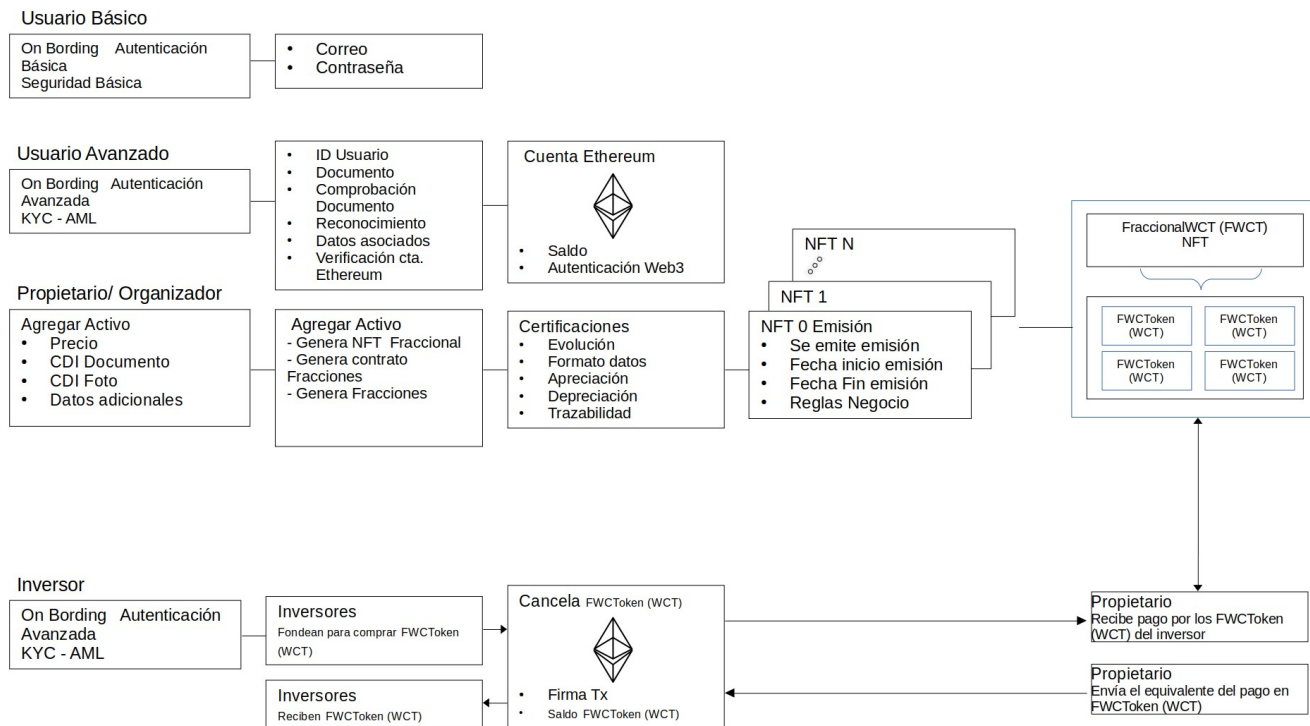 Usuario Básico
On Bording Autenticación
Básica
Seguridad Básica
• Correo
• Contraseña
Usuario Avanzado
On Bording Autenticación
Avanzada
KYC - AML
• ID Usuario
• Documento
• Comprobación
Documento
• Reconocimiento
• Datos asociados
• Verificación cta.
Ethereum
Cuenta Ethereum
• Saldo
• Autenticación Web3
Propietario/ Organizador
Agregar Activo
• Precio
• CDI Documento
• CDI Foto
• Datos adicionales
Agregar Activo
- Genera NFT Fraccional
- Genera contrato
Fracciones
- Genera Fracciones
Certificaciones
• Evolución
• Formato datos
• Apreciación
• Depreciación
• Trazabilidad
NFT N
NFT 1
NFT 0 Emisión
• Se emite emisión
• Fecha inicio emisión
• Fecha Fin emisión
• Reglas Negocio
FraccionalWCT (FWCT)
NFT
FWCToken
(WCT)
FWCToken
(WCT)
FWCToken
(WCT)
FWCToken
(WCT)
Inversor
On Bording Autenticación
Avanzada
KYC - AML
Inversores
Fondean para comprar FWCToken
(WCT)
Inversores
Reciben FWCToken (WCT)
Cancela FWCToken (WCT)
• Firma Tx
• Saldo FWCToken (WCT)
Propietario
Recibe pago por los FWCToken
(WCT) del inversor
Propietario
Envía el equivalente del pago en
FWCToken (WCT)